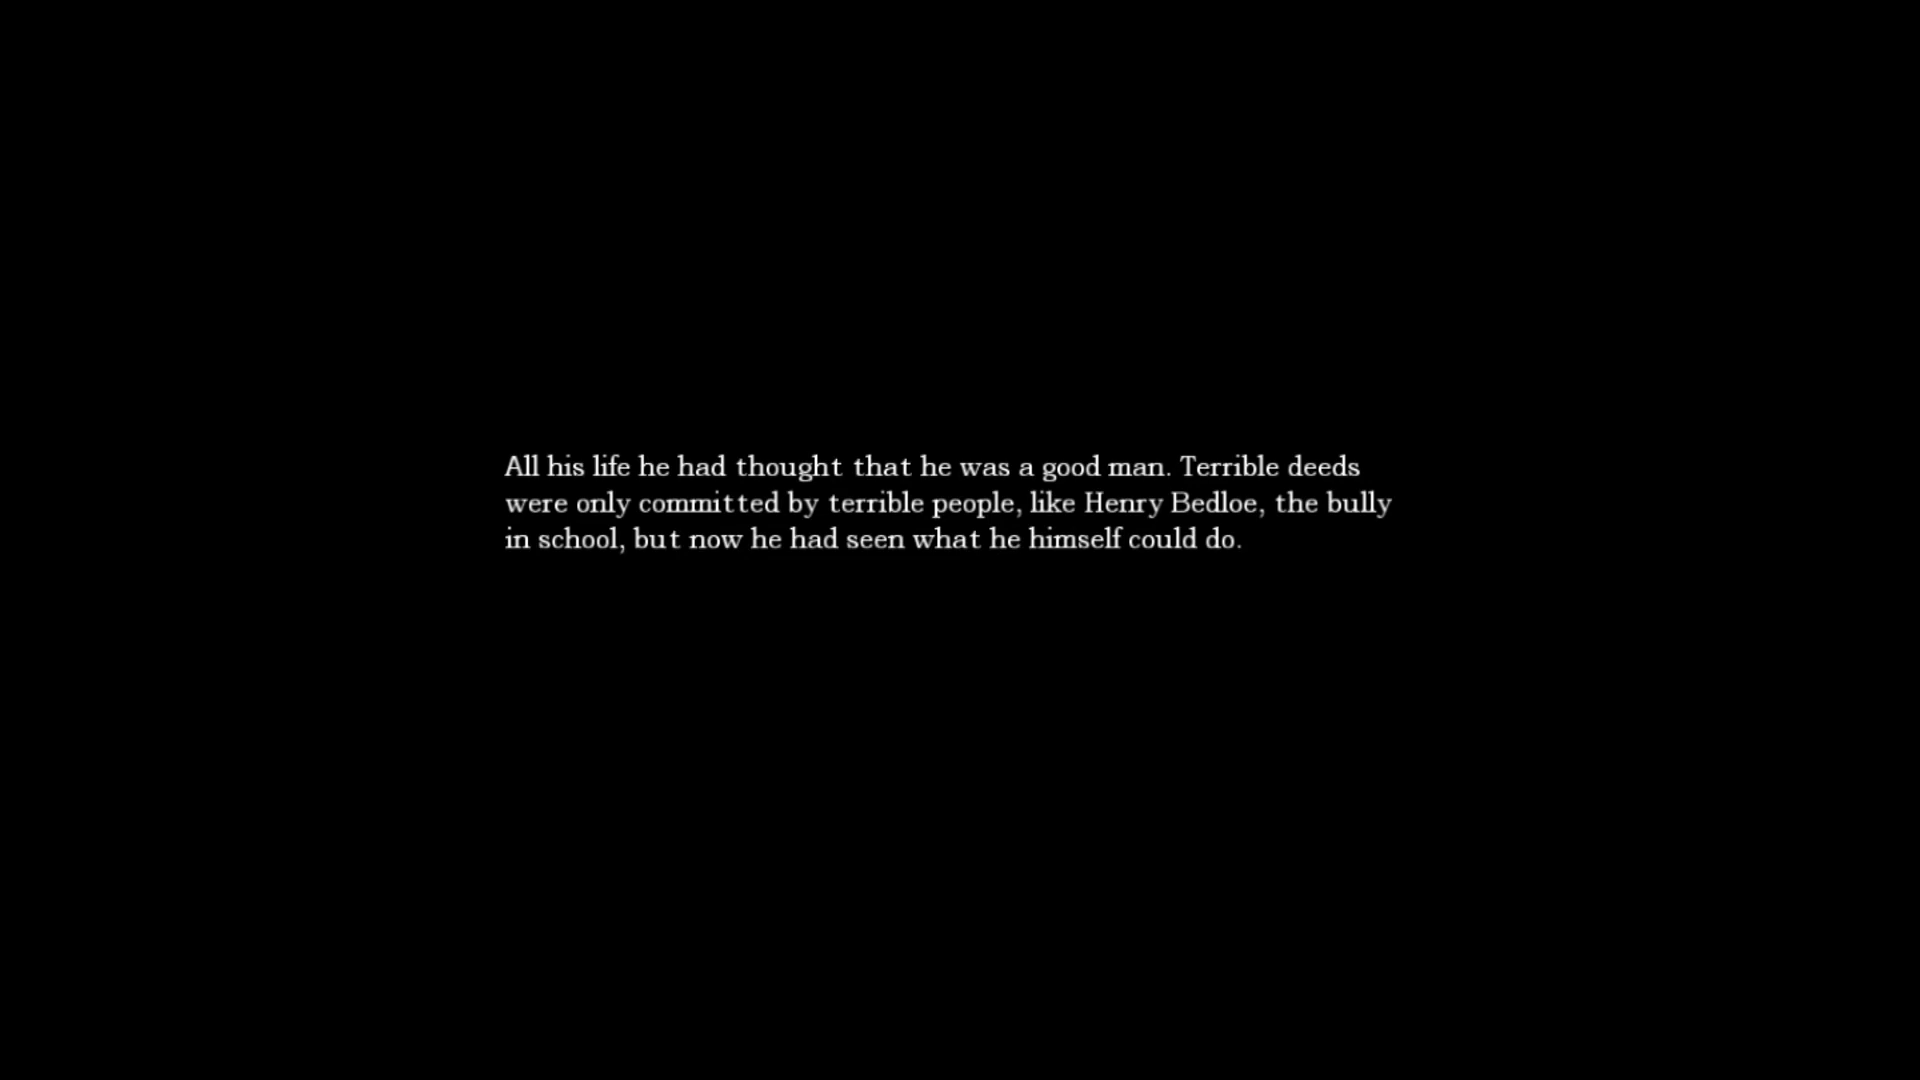 All his life he had thought that he was a good man. Terrible deeds
were only committed by terrible people, like Henry Bedloe, the bully
in school, but now he had seen what he himself could do.